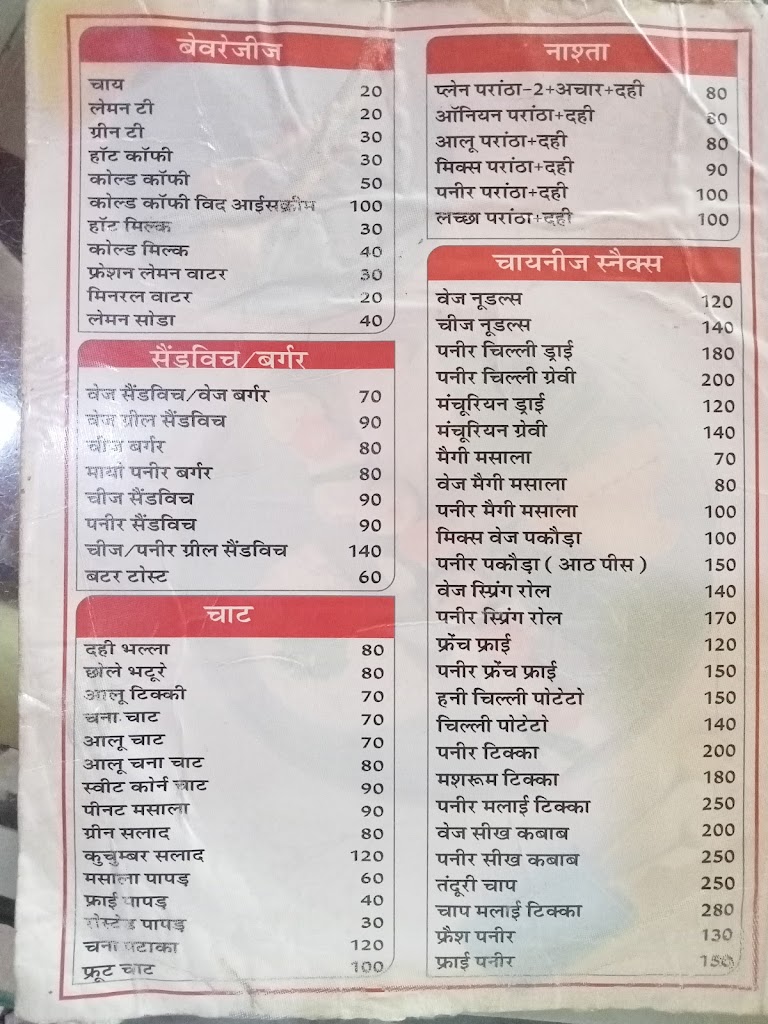 बेवरेजीज
चाय 20
लेमन टी 20
ग्रीन टी 30
हॉट कॉफी 30
कोल्ड कॉफी 50
कोल्ड कॉफी विद आईसक्रीम 100
हॉट मिल्क 30
कोल्ड मिल्क 40
फ्रेशन लेमन वाटर 30
मिनरल वाटर 20
लेमन सोडा 40
सैंडविच/बर्गर
वेज सैंडविच/वेज बर्गर 70
वेज ग्रील सैंडविच 90
चीज बर्गर 80
मायो पनीर बर्गर 80
चीज सैंडविच 90
पनीर सैंडविच 90
चीज/पनीर ग्रील सैंडविच 140
बटर टोस्ट 60
चाट
दही भल्ला 80
छोले भटूरे 80
आलू टिक्की 70
चना चाट 70
आलू चाट 70
आलू चना चाट 80
स्वीट कोर्न चाट 90
पीनट मसाला 90
ग्रीन सलाद 80
कुचुम्बर सलाद 120
मसाला पापड़ 60
फ्राई पापड़ 40
रोस्टेड पापड़ 30
चना पटाका 120
फ्रूट चाट 100
नाश्ता
प्लेन परांठा-2+अचार+दही 80
ऑनियन परांठा+दही 80
आलू परांठा+दही 80
मिक्स परांठा+दही 90
पनीर परांठा+दही 100
लच्छा परांठा+दही 100
चायनीज स्नैक्स
वेज नूडल्स 120
चीज नूडल्स 140
पनीर चिल्ली ड्राई 180
पनीर चिल्ली ग्रेवी 200
मंचूरियन ड्राई 120
मंचूरियन ग्रेवी 140
मैगी मसाला 70
वेज मैगी मसाला 80
पनीर मैगी मसाला 100
मिक्स वेज पकौड़ा 100
पनीर पकौड़ा ( आठ पीस ) 150
वेज स्प्रिंग रोल 140
पनीर स्प्रिंग रोल 170
फ्रेंच फ्राई 120
पनीर फ्रेंच फ्राई 150
हनी चिल्ली पोटेटो 150
चिल्ली पोटेटो 140
पनीर टिक्का 200
मशरूम टिक्का 180
पनीर मलाई टिक्का 250
वेज सीख कबाब 200
पनीर सीख कबाब 250
तंदूरी चाप 250
चाप मलाई टिक्का 280
फ्रैश पनीर 130
फ्राई पनीर 150